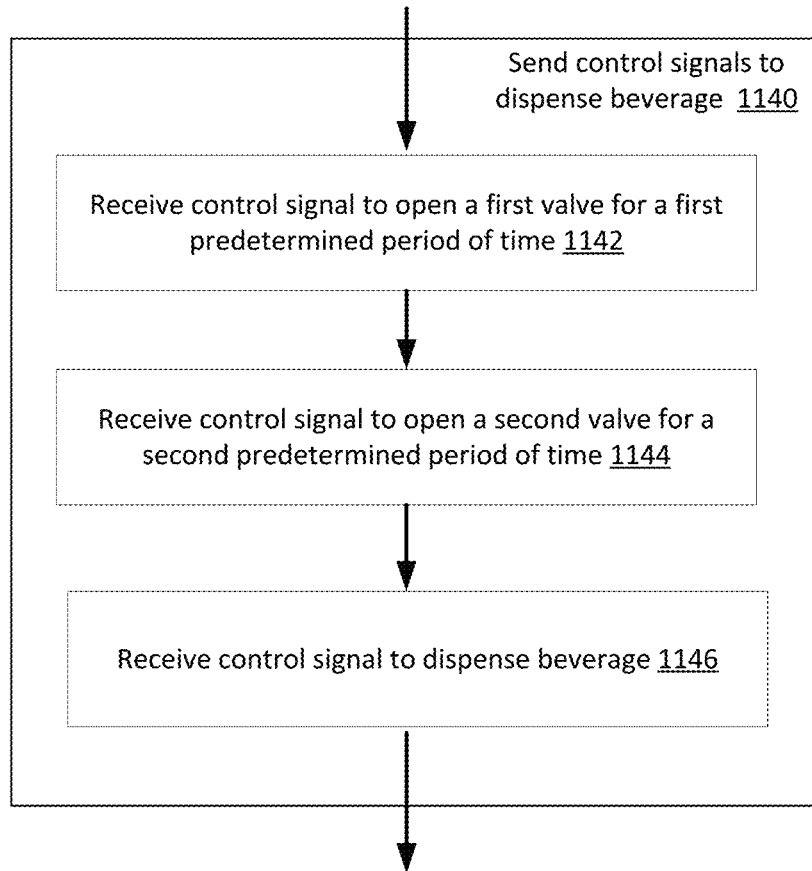 Send control signals to
dispense beverage 1140
Receive control signal to open a first valve for a first
predetermined period of time 1142
Receive control signal to open a second valve for a
second predetermined period of time 1144
Receive control signal to dispense beverage 1146